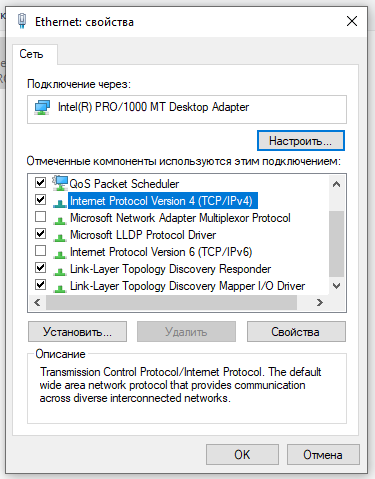 Ethernet: свойства
Сеть
Подключение через:
Intel(R) PRO/1000 MT Desktop Adapter
Настроить...
Отмеченные компоненты используются этим подключением:
QoS Packet Scheduler
Internet Protocol Version 4 (TCP/IPv4)
Microsoft Network Adapter Multiplexor Protocol
Microsoft LLDP Protocol Driver
Internet Protocol Version 6 (TCP/IPv6)
Link-Layer Topology Discovery Responder
Link-Layer Topology Discovery Mapper I/O Driver
Установить... Удалить Свойства
Описание
Transmission Control Protocol/Internet Protocol. The default
wide area network protocol that provides communication
across diverse interconnected networks.
OK Отмена